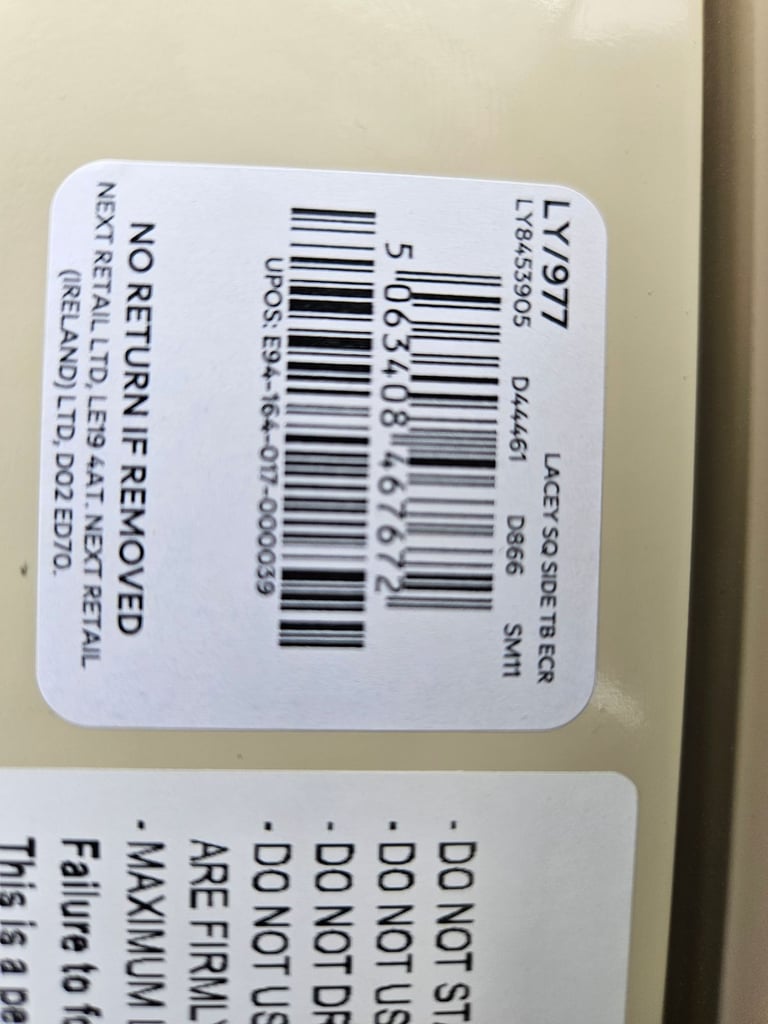 LY/977
LACEY SQ SIDE TB ECR
LY8453905 D44461 D866 SM11
5 063408 467672
UPOS: E94-164-017-000039
NO RETURN IF REMOVED
NEXT RETAIL LTD, LE19 4AT. NEXT RETAIL
(IRELAND) LTD, D02 ED70.
- DO NOT
- DO NOT
- DO NOT
- DO NOT
ARE FIRMLY
- MAXIMUM
Failure to
This is a